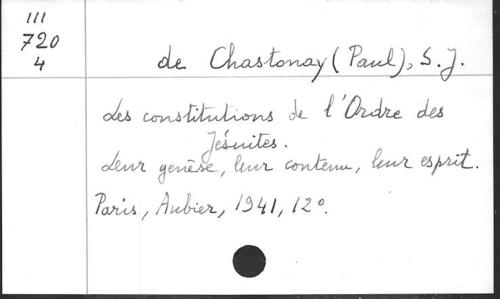 III
720
4
de Chastonay (Paul), S.J.
Les constitutions de l'Ordre des
Jésuites.
Leur genèse, leur contenu, leur esprit.
Paris, Aubier, 1941, 12°.